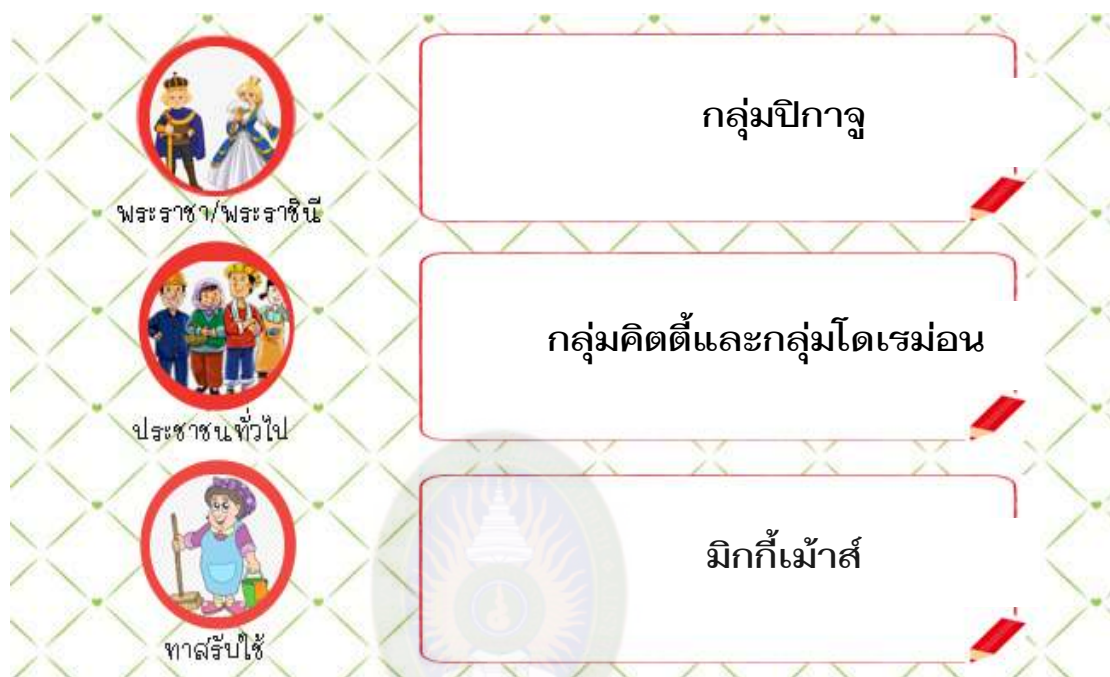 กลุ่มปิกาจู
พระราชา/พระราชินี
กลุ่มคิตตี้และกลุ่มโดเรม่อน
ประชาชนทั่วไป
มิกกี้เม้าส์
ทาสรับใช้